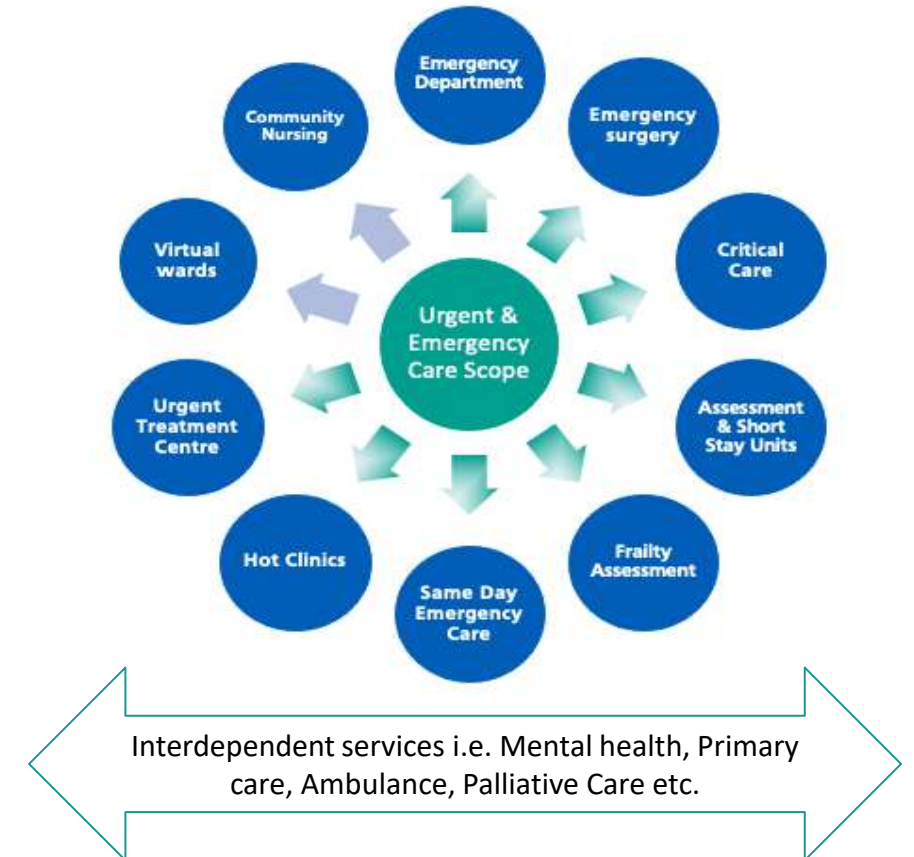 Emergency
Department
Emergency
surgery
Critical
Care
Assessment
& Short
Stay Units
Frailty
Assessment
Same Day
Emergency
Care
Hot Clinics
Urgent
Treatment
Centre
Virtual
wards
Community
Nursing
Urgent &
Emergency
Care Scope
Interdependent services i.e. Mental health, Primary
care, Ambulance, Palliative Care etc.